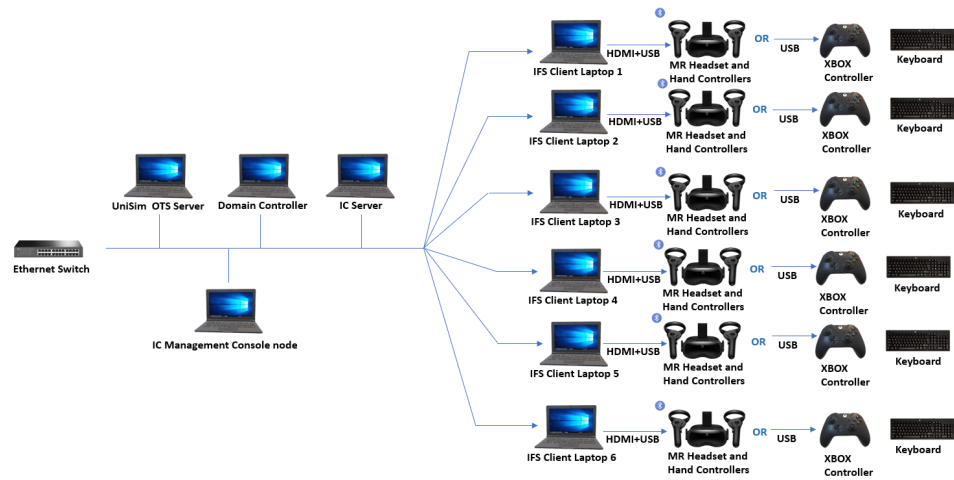 OR
USB
HDMI+USB
XBOX
Controller
Keyboard
IFS Client Laptop 1
MR Headset and
Hand Controllers
OR
USB
HDMI+USB
XBOX
Controller
Keyboard
IFS Client Laptop 2
MR Headset and
Hand Controllers
UniSim OTS Server
Domain Controller
IC Server
OR
USB
HDMI+USB
XBOX
Controller
Keyboard
IFS Client Laptop 3
MR Headset and
Hand Controllers
Ethernet Switch
OR
USB
HDMI+USB
XBOX
Controller
Keyboard
IFS Client Laptop 4
MR Headset and
Hand Controllers
IC Management Console node
OR
USB
HDMI+USB
XBOX
Controller
Keyboard
IFS Client Laptop 5
MR Headset and
Hand Controllers
OR
USB
HDMI+USB
XBOX
Controller
Keyboard
IFS Client Laptop 6
MR Headset and
Hand Controllers